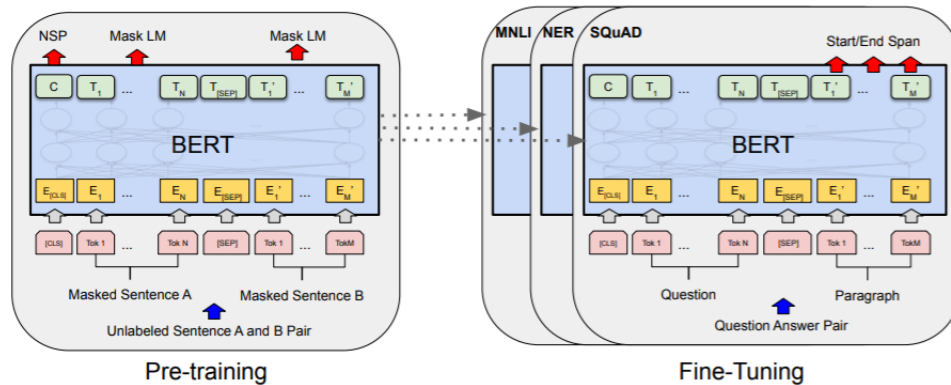 NSP Mask LM Mask LM
C T1 ... TN T[SEP] T1' ... TM'
BERT
E[CLS] E1 ... EN E[SEP] E1' ... EM'
[CLS] Tok 1 ... Tok N [SEP] Tok 1 ... TokM
Masked Sentence A Masked Sentence B
Unlabeled Sentence A and B Pair
Pre-training
MNLI NER SQuAD
Start/End Span
C T1 ... TN T[SEP] T1' ... TM'
BERT
E[CLS] E1 ... EN E[SEP] E1' ... EM'
[CLS] Tok 1 ... Tok N [SEP] Tok 1 ... TokM
Question Paragraph
Question Answer Pair
Fine-Tuning